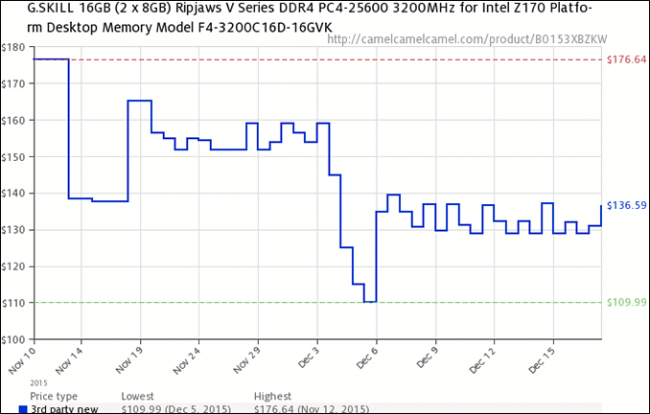 G.SKILL 16GB (2 x 8GB) Ripjaws V Series DDR4 PC4-25600 3200MHz for Intel Z170 Platfo-
rm Desktop Memory Model F4-3200C16D-16GVK
http://camelcamelcamel.com/product/B0153XBZKW
$180
$176.64
$170
$160
$150
$140
$136.59
$130
$120
$110
$109.99
$100
Nov 10 Nov 15 Nov 19 Nov 24 Nov 29 Dec 3 Dec 6 Dec 9 Dec 12 Dec 15
2015
Price type Lowest Highest
3rd party new $109.99 (Dec 5, 2015) $176.64 (Nov 12, 2015)